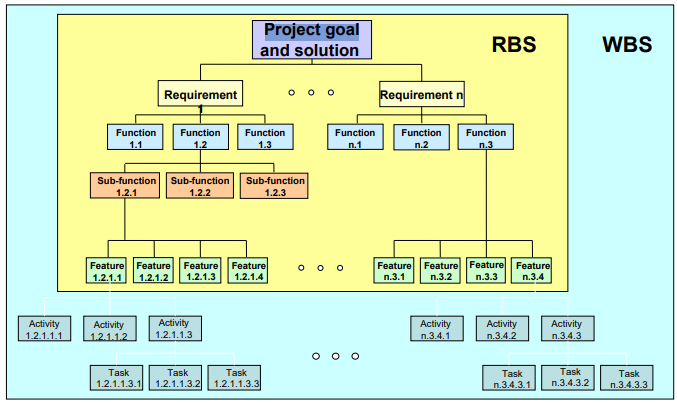 Project goal
and solution
RBS
WBS
Requirement
1
Requirement n
Function
1.1
Function
1.2
Function
1.3
Function
n.1
Function
n.2
Function
n.3
Sub-function
1.2.1
Sub-function
1.2.2
Sub-function
1.2.3
Feature
1.2.1.1
Feature
1.2.1.2
Feature
1.2.1.3
Feature
1.2.1.4
Feature
n.3.1
Feature
n.3.2
Feature
n.3.3
Feature
n.3.4
Activity
1.2.1.1.1
Activity
1.2.1.1.2
Activity
1.2.1.1.3
Activity
n.3.4.1
Activity
n.3.4.2
Activity
n.3.4.3
Task
1.2.1.1.3.1
Task
1.2.1.1.3.2
Task
1.2.1.1.3.3
Task
n.3.4.3.1
Task
n.3.4.3.2
Task
n.3.4.3.3